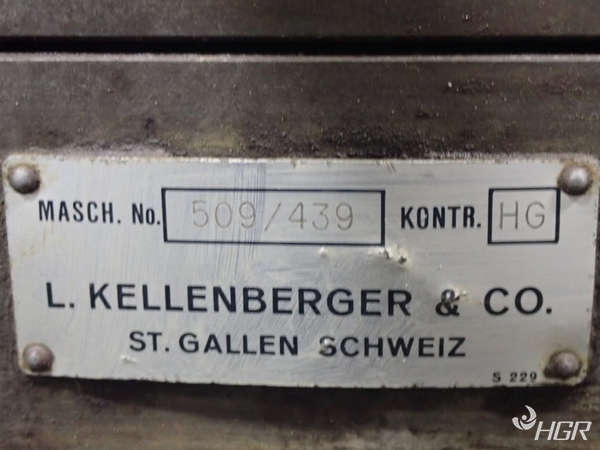 MASCH. No. 509/439 KONTR. HG
L. KELLENBERGER & CO.
ST. GALLEN SCHWEIZ
S 229
HGR